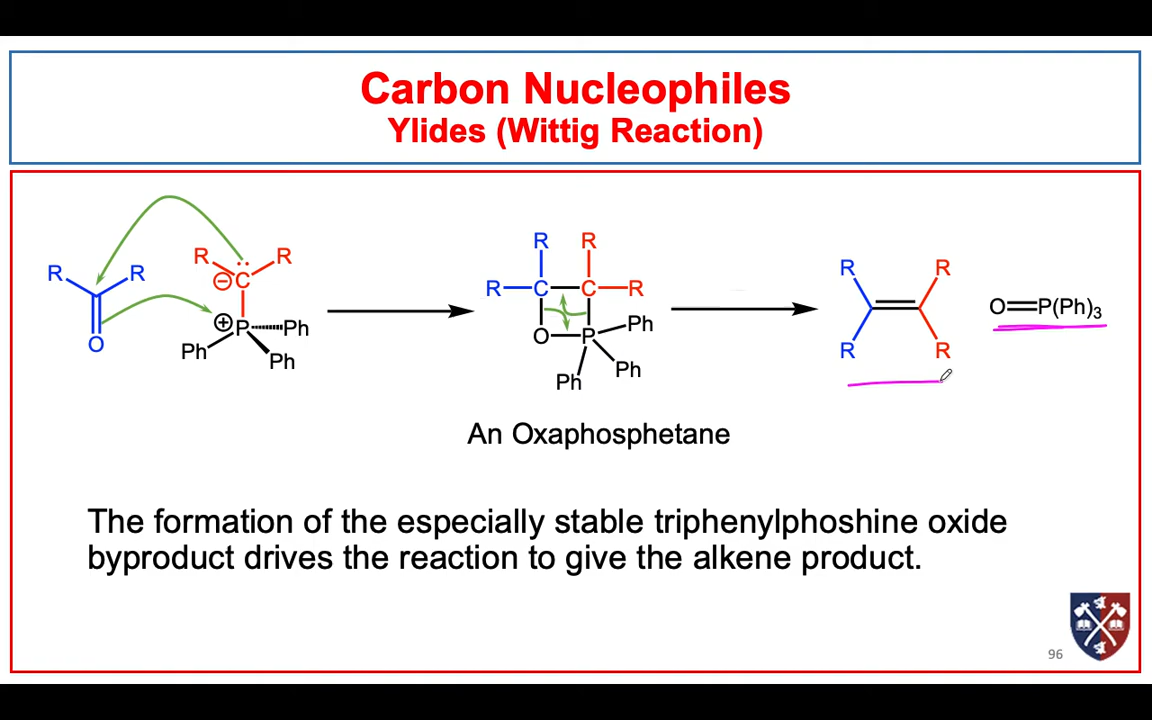 Carbon Nucleophiles
Ylides (Wittig Reaction)
R R R R
⊖ C
O
⊕ P Ph
Ph Ph
R R
R C C R
O P Ph
Ph Ph
R R
R R
O=P(Ph)3
An Oxaphosphetane
The formation of the especially stable triphenylphoshine oxide
byproduct drives the reaction to give the alkene product.
96